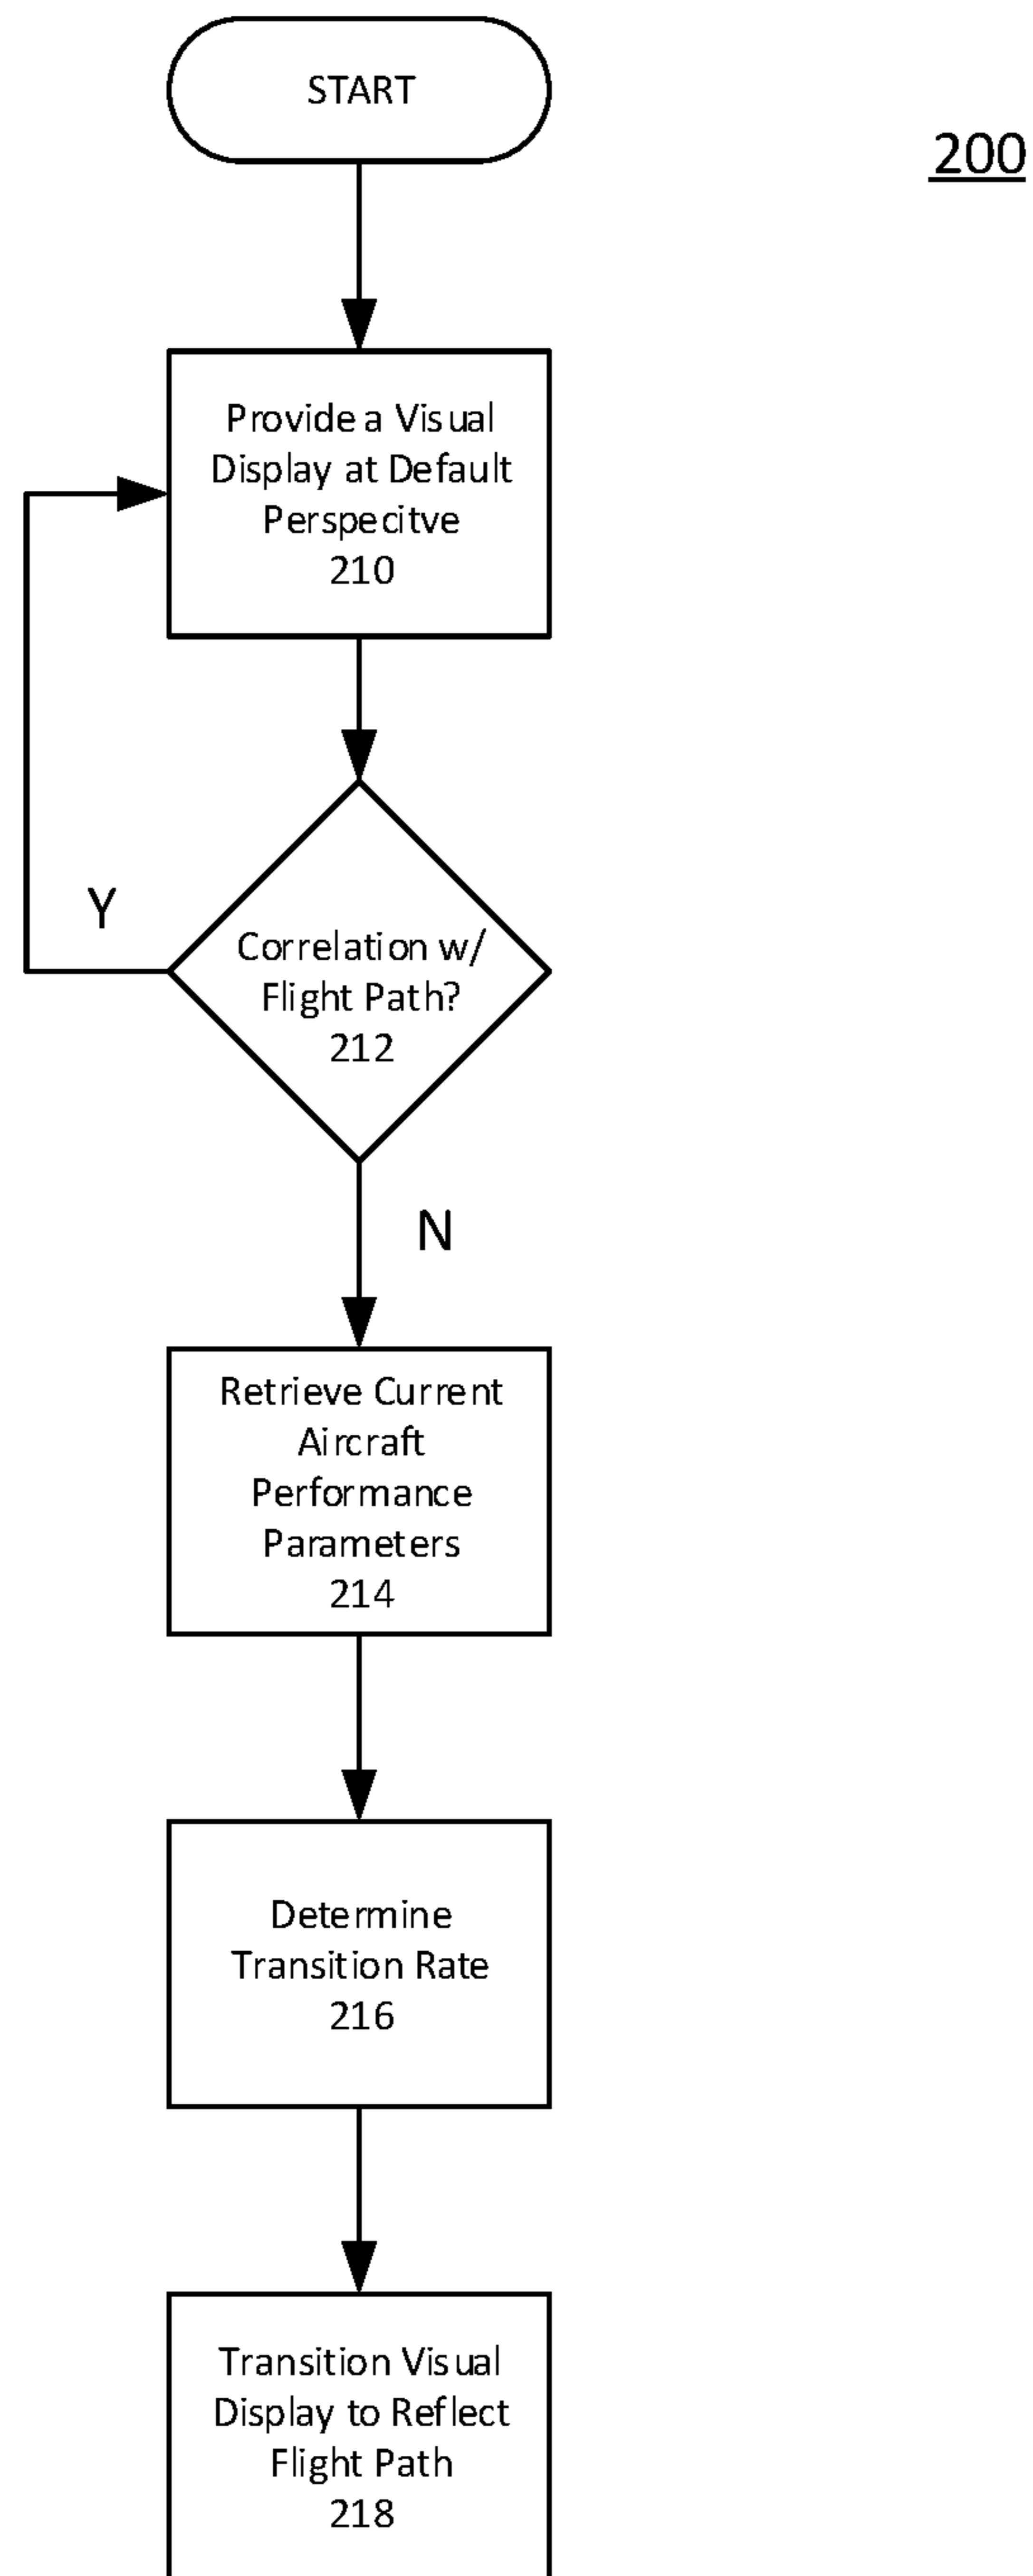 START
200
Provide a Visual
Display at Default
Perspecitve
210
Y
Correlation w/
Flight Path?
212
N
Retrieve Current
Aircraft
Performance
Parameters
214
Determine
Transition Rate
216
Transition Visual
Display to Reflect
Flight Path
218